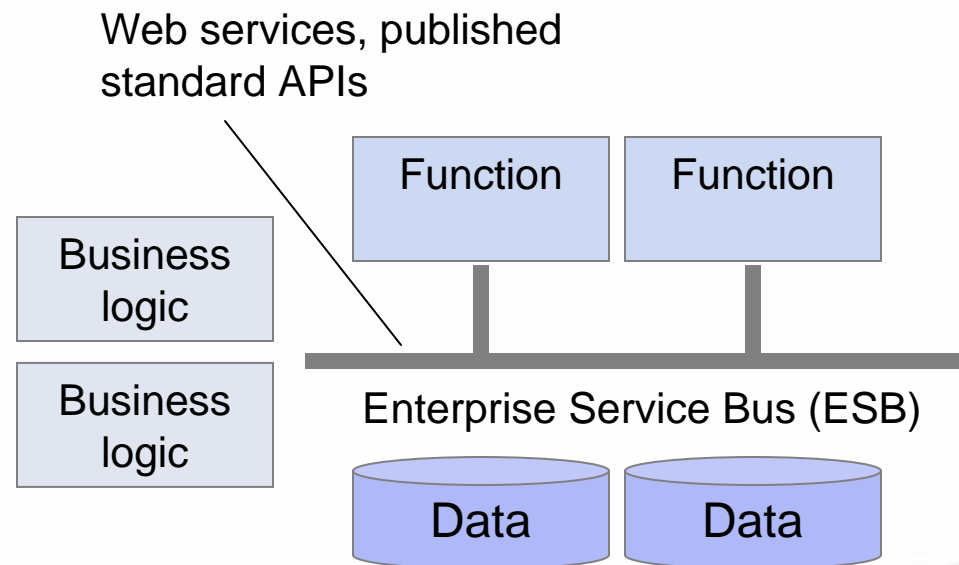 Web services, published
standard APIs
Function
Function
Business
logic
Business
logic
Enterprise Service Bus (ESB)
Data
Data